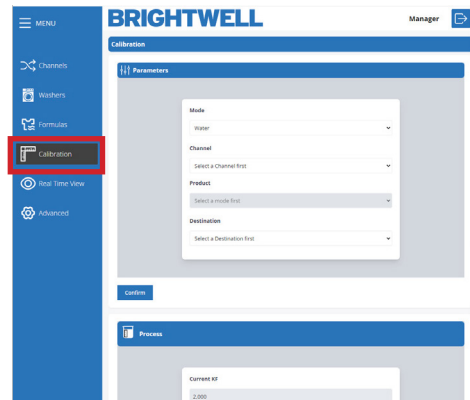 MENU
BRIGHTWELL
Manager
Calibration
Channels
Washers
Formulas
Calibration
Real Time View
Advanced
Parameters
Mode
Water
Channel
Select a Channel first
Product
Select a mode first
Destination
Select a Destination first
Confirm
Process
Current KF
2.000